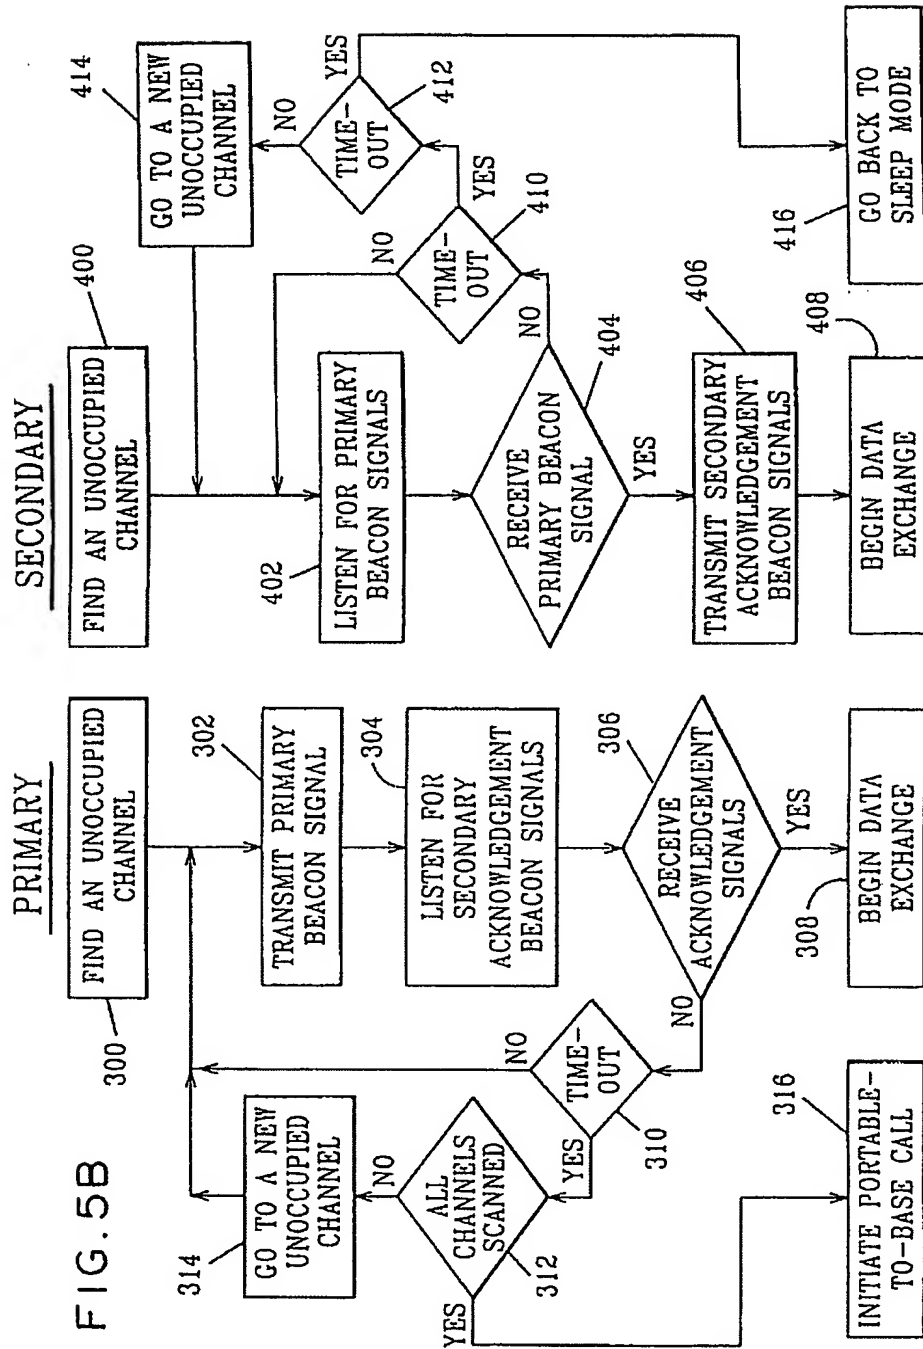 FIG.5B
PRIMARY
FIND AN UNOCCUPIED
CHANNEL
300
TRANSMIT PRIMARY
BEACON SIGNAL
302
LISTEN FOR
SECONDARY
ACKNOWLEDGEMENT
BEACON SIGNALS
304
RECEIVE
ACKNOWLEDGEMENT
SIGNALS
306
YES
NO
BEGIN DATA
EXCHANGE
308
TIME-
OUT
310
NO
YES
ALL
CHANNELS
SCANNED
312
NO
YES
GO TO A NEW
UNOCCUPIED
CHANNEL
314
INITIATE PORTABLE-
TO-BASE CALL
316
SECONDARY
FIND AN UNOCCUPIED
CHANNEL
400
LISTEN FOR PRIMARY
BEACON SIGNALS
402
RECEIVE
PRIMARY BEACON
SIGNAL
404
YES
NO
TRANSMIT SECONDARY
ACKNOWLEDGEMENT
BEACON SIGNALS
406
BEGIN DATA
EXCHANGE
408
TIME-
OUT
410
NO
YES
TIME-
OUT
412
NO
YES
GO TO A NEW
UNOCCUPIED
CHANNEL
414
GO BACK TO
SLEEP MODE
416